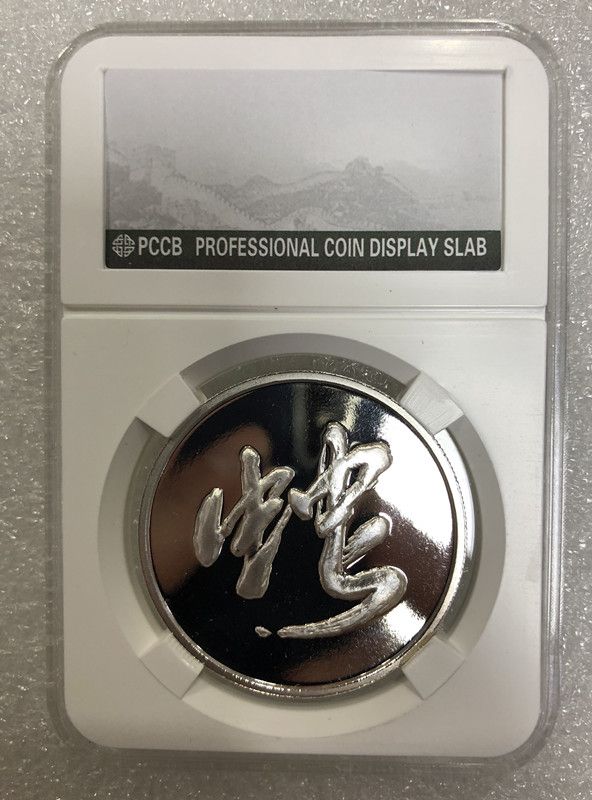 PCCB PROFESSIONAL COIN DISPLAY SLAB
蛇